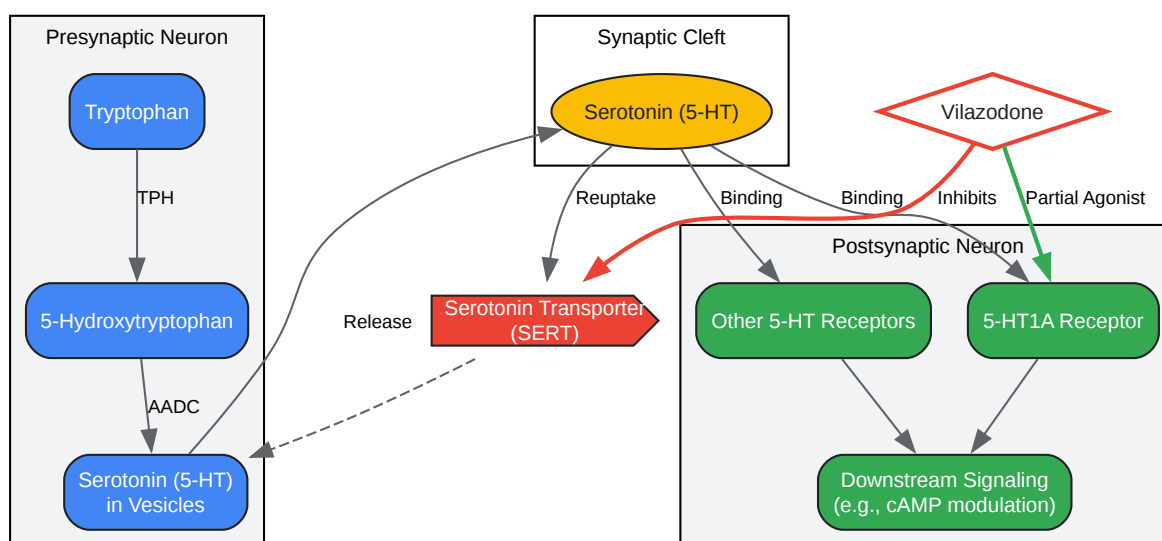 Presynaptic Neuron
Synaptic Cleft
Tryptophan
Serotonin (5-HT)
Vilazodone
TPH
Reuptake
Binding
Binding
Inhibits
Partial Agonist
Postsynaptic Neuron
5-Hydroxytryptophan
Release
Serotonin Transporter
(SERT)
Other 5-HT Receptors
5-HT1A Receptor
AADC
Serotonin (5-HT)
in Vesicles
Downstream Signaling
(e.g., cAMP modulation)